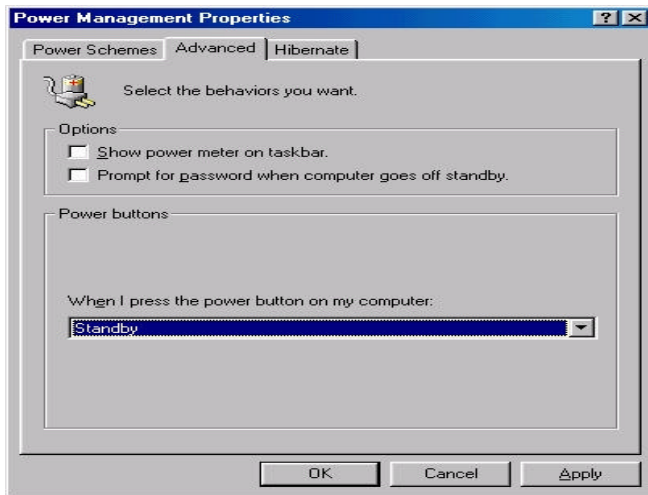 Power Management Properties
Power Schemes Advanced Hibernate
Select the behaviors you want.
Options
Show power meter on taskbar.
Prompt for password when computer goes off standby.
Power buttons
When I press the power button on my computer:
Standby
OK Cancel Apply